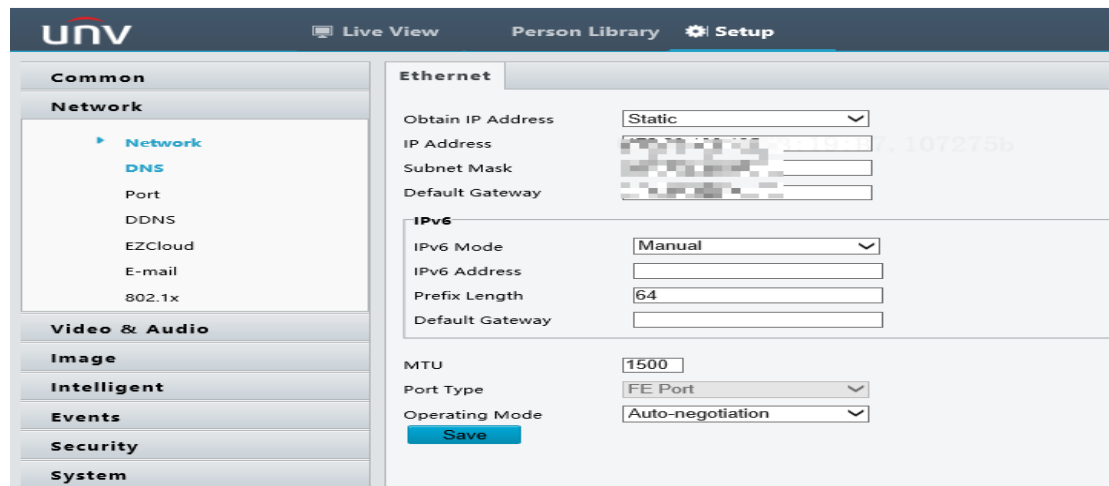 unv
Live View Person Library Setup
Common
Network
Network
DNS
Port
DDNS
EZCloud
E-mail
802.1x
Video & Audio
Image
Intelligent
Events
Security
System
Ethernet
Obtain IP Address Static
IP Address
Subnet Mask
Default Gateway
IPv6
IPv6 Mode Manual
IPv6 Address
Prefix Length 64
Default Gateway
MTU 1500
Port Type FE Port
Operating Mode Auto-negotiation
Save